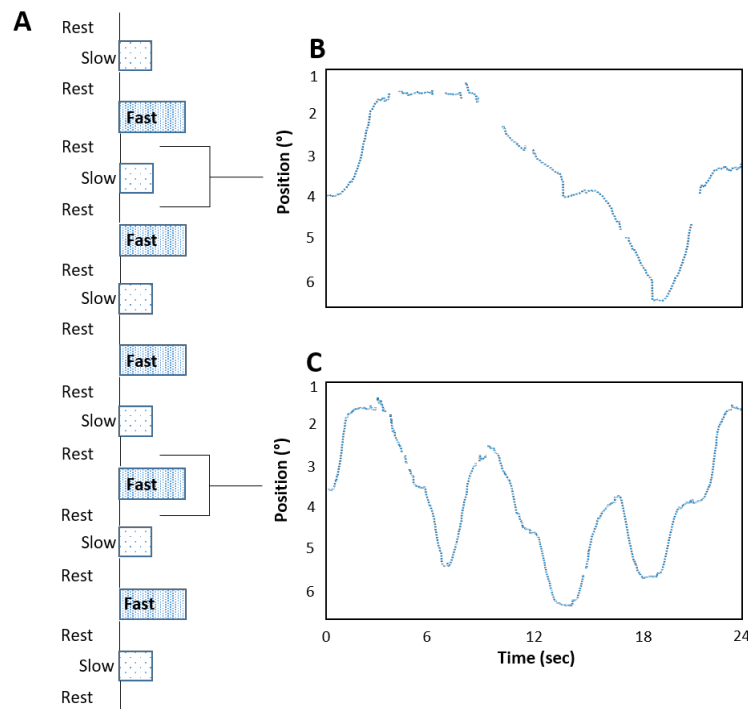 A
Rest
Slow
Rest
Fast
Rest
Slow
Rest
Fast
Rest
Slow
Rest
Fast
Rest
Slow
Rest
Fast
Rest
Slow
Rest
Fast
Rest
Slow
Rest
B
Position (°)
1
2
3
4
5
6
C
Position (°)
1
2
3
4
5
6
0 6 12 18 24
Time (sec)